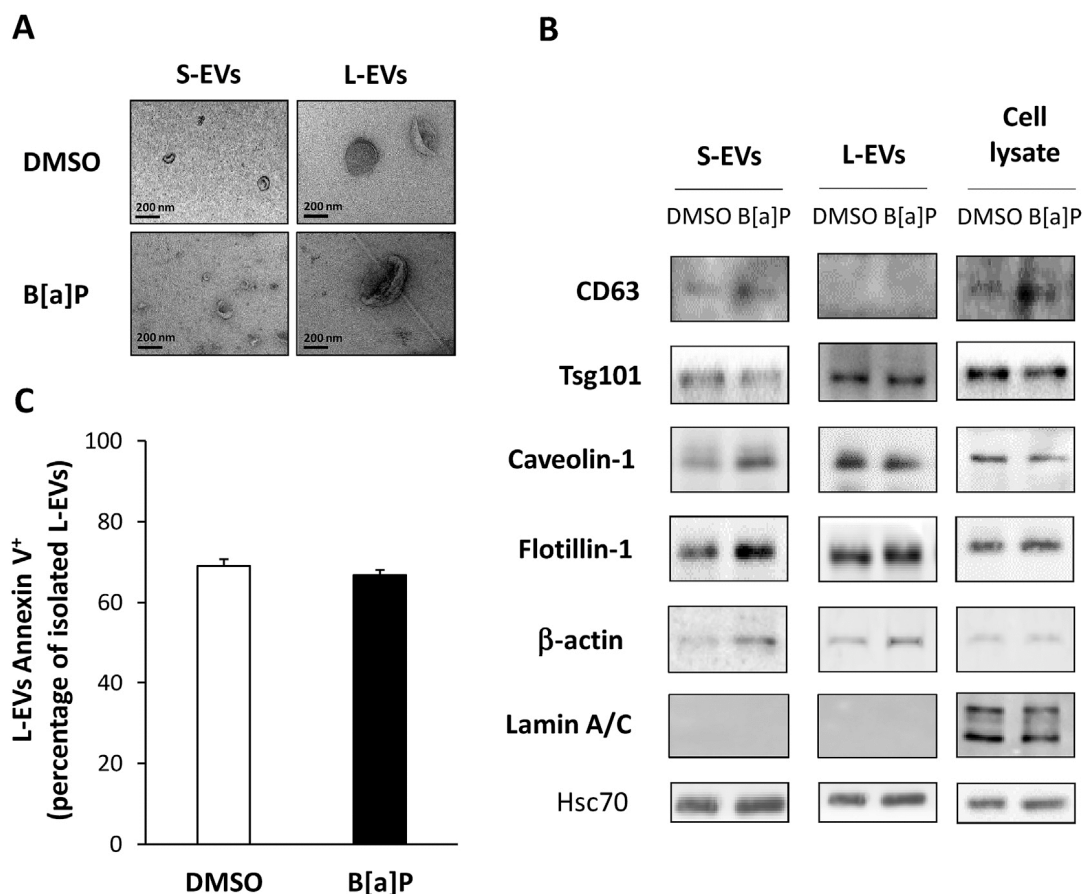 A
S-EVs L-EVs
DMSO
200 nm 200 nm
B[a]P
200 nm 200 nm
B
S-EVs L-EVs Cell lysate
DMSO B[a]P DMSO B[a]P DMSO B[a]P
CD63
Tsg101
Caveolin-1
Flotillin-1
β-actin
Lamin A/C
Hsc70
C
L-EVs Annexin V⁺
(percentage of isolated L-EVs)
100
80
60
40
20
0
DMSO B[a]P